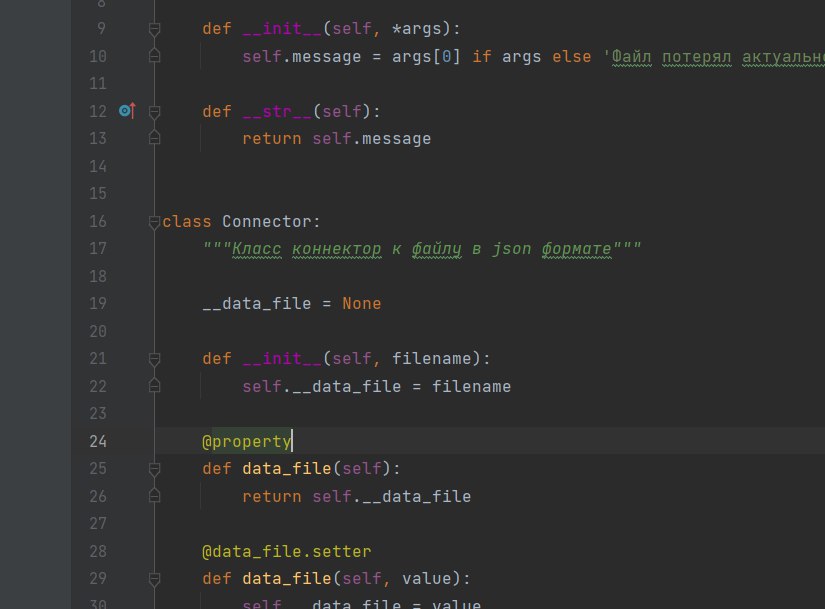 8
9 def __init__(self, *args):
10 self.message = args[0] if args else 'Файл потерял
11
12 def __str__(self):
13 return self.message
14
15
16 class Connector:
17 """Класс коннектор к файлу в json формате"""
18
19 __data_file = None
20
21 def __init__(self, filename):
22 self.__data_file = filename
23
24 @property
25 def data_file(self):
26 return self.__data_file
27
28 @data_file.setter
29 def data_file(self, value):
30 self.__data_file = value